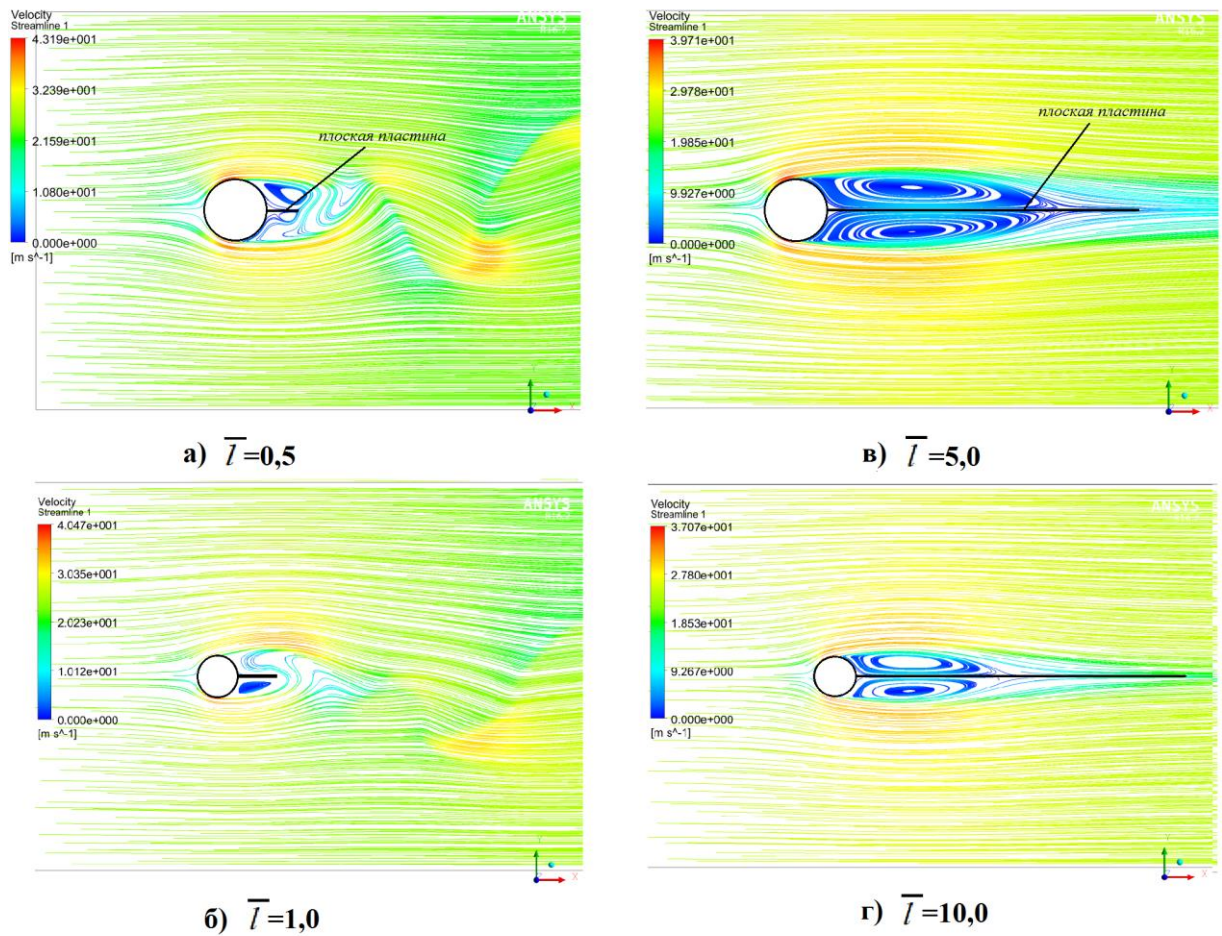 Velocity
Streamline 1
4.319e+001
3.239e+001
2.159e+001
1.080e+001
0.000e+000
[m s^-1]
ANSYS
плоская пластина
X
а) l=0,5
Velocity
Streamline 1
3.971e+001
2.978e+001
1.985e+001
9.927e+000
0.000e+000
[m s^-1]
ANSYS
плоская пластина
Y
X
в) l=5,0
Velocity
Streamline 1
4.047e+001
3.035e+001
2.023e+001
1.012e+001
0.000e+000
[m s^-1]
ANSYS
Y
X
б) l=1,0
Velocity
Streamline 1
3.707e+001
2.780e+001
1.853e+001
9.267e+000
0.000e+000
[m s^-1]
ANSYS
Y
X
г) l=10,0